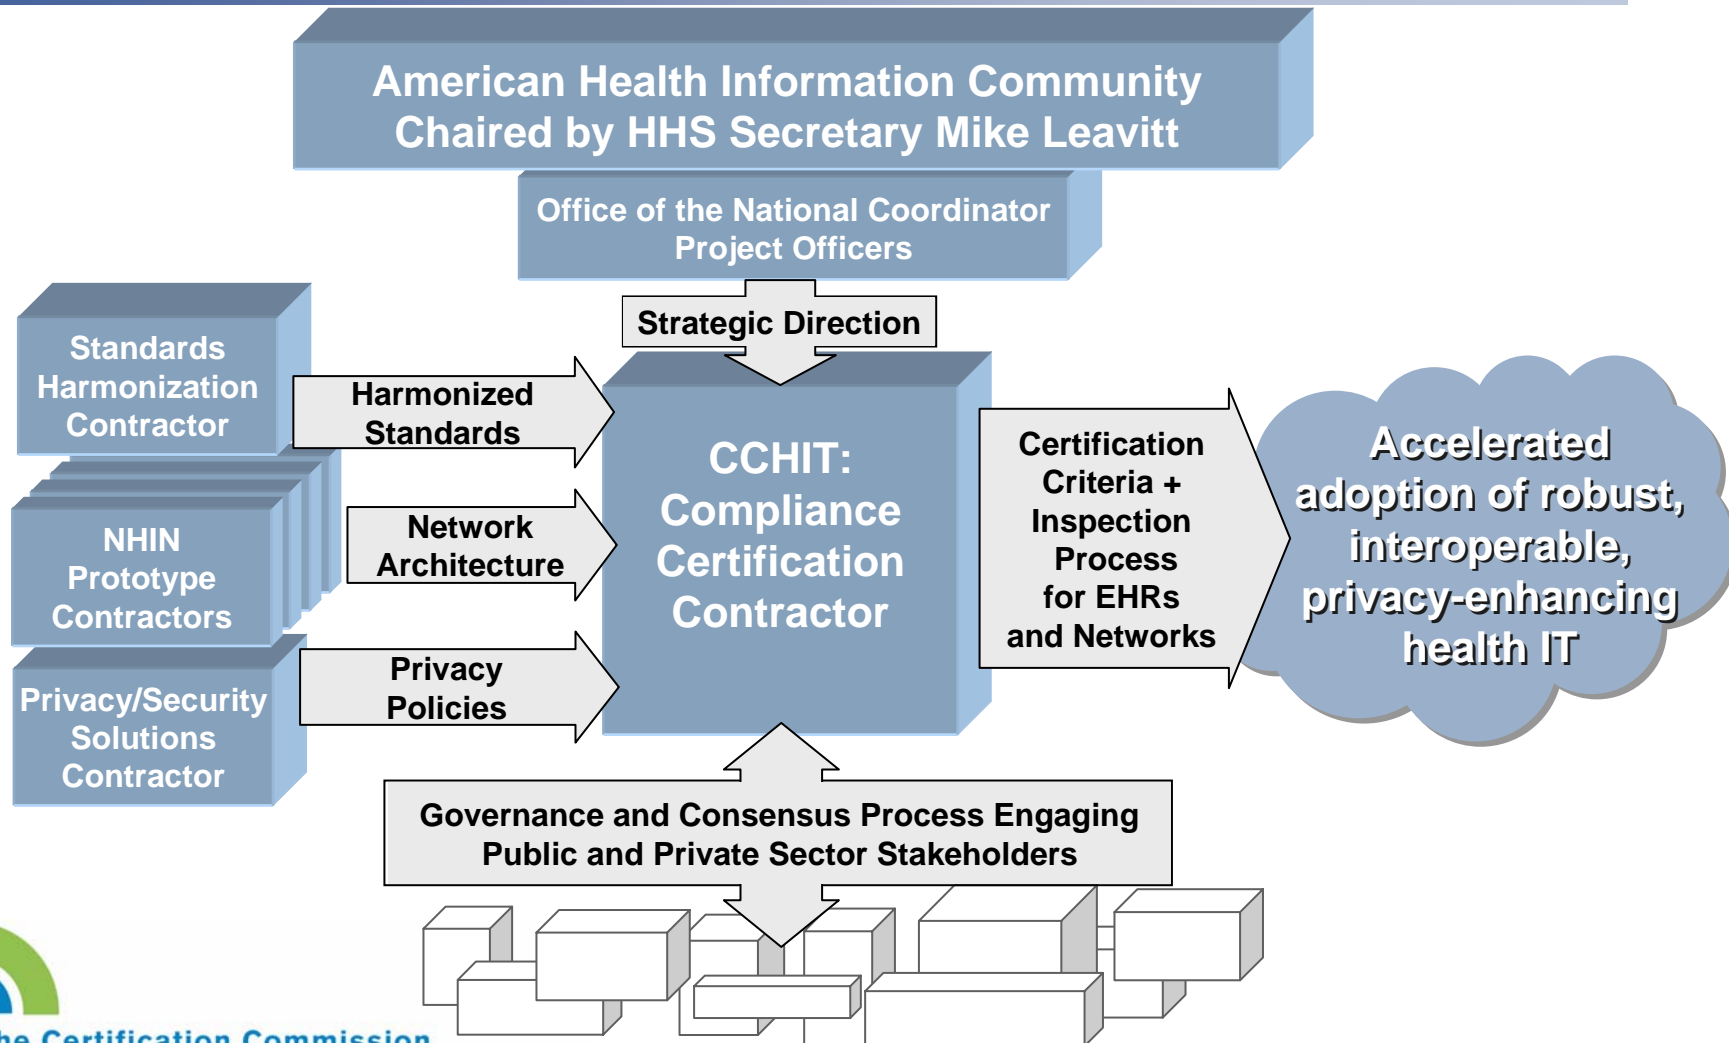 American Health Information Community
Chaired by HHS Secretary Mike Leavitt
Office of the National Coordinator
Project Officers
Strategic Direction
Standards
Harmonization
Contractor
Harmonized
Standards
NHIN
Prototype
Contractors
Network
Architecture
Privacy/Security
Solutions
Contractor
Privacy
Policies
CCHIT:
Compliance
Certification
Contractor
Certification
Criteria +
Inspection
Process
for EHRs
and Networks
Accelerated
adoption of robust,
interoperable,
privacy-enhancing
health IT
Governance and Consensus Process Engaging
Public and Private Sector Stakeholders
he Certification Commission